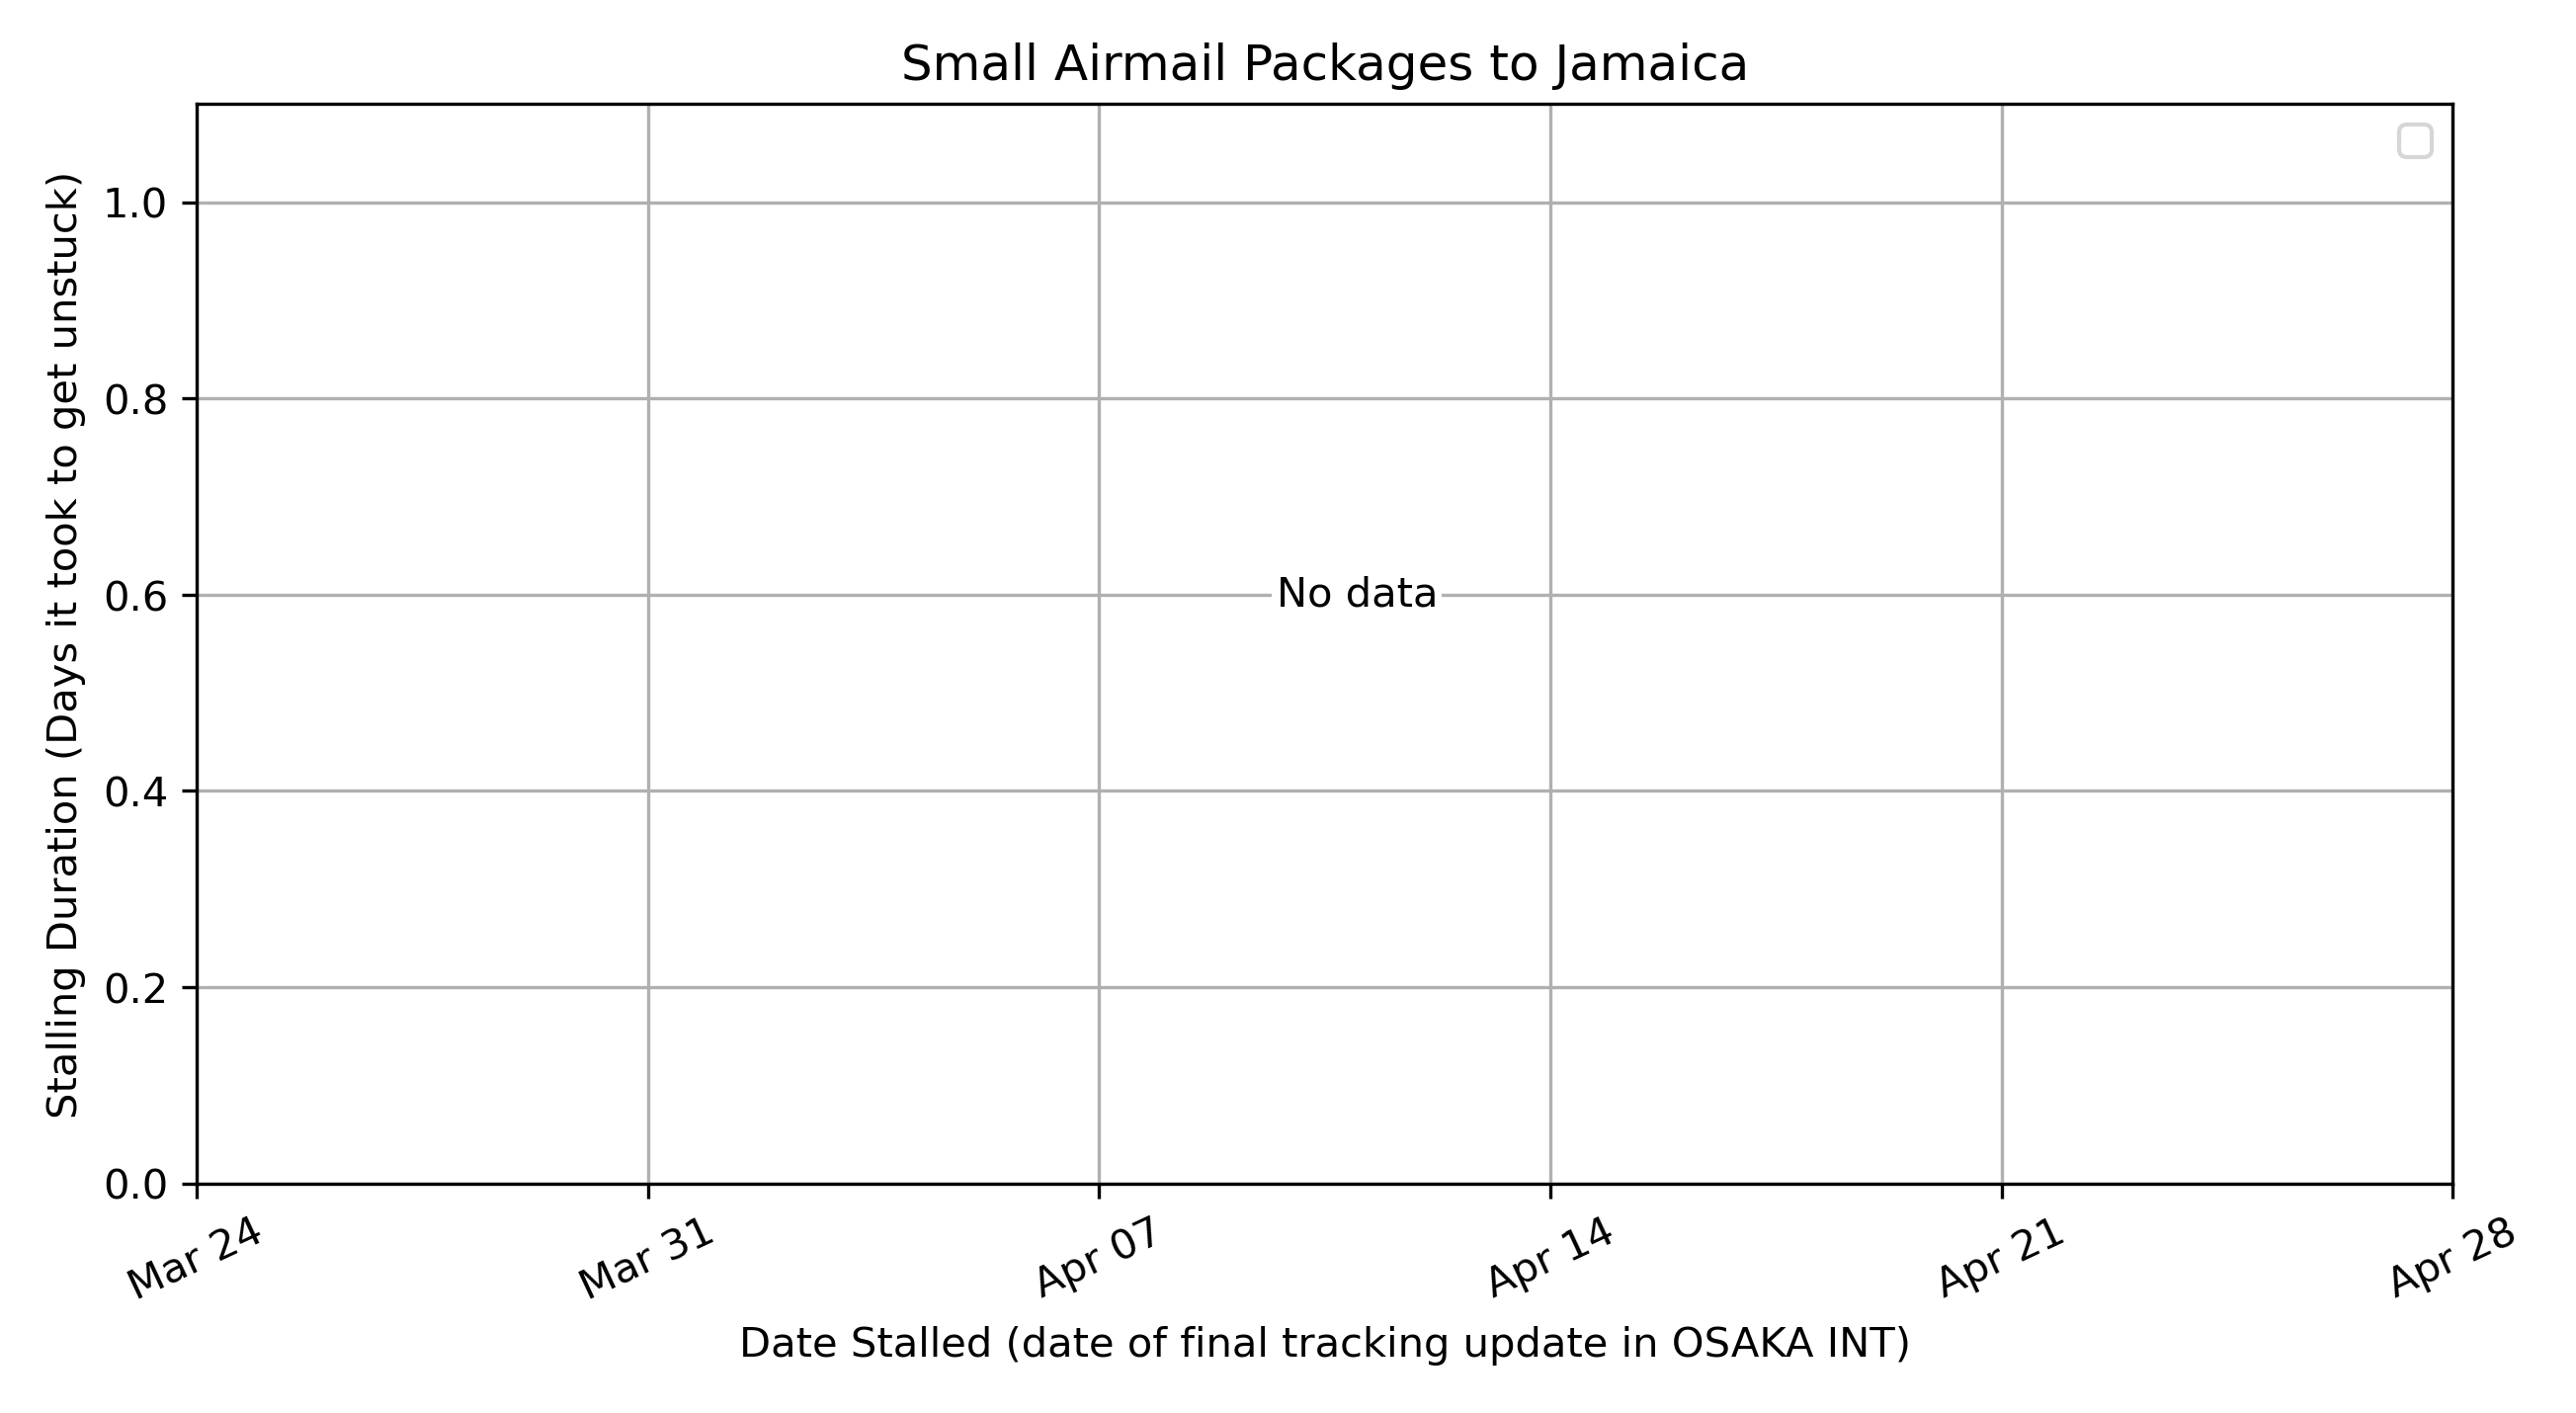 Small Airmail Packages to Jamaica
Stalling Duration (Days it took to get unstuck)
1.0
0.8
0.6
0.4
0.2
0.0
No data
Mar 24
Mar 31
Apr 07
Apr 14
Apr 21
Apr 28
Date Stalled (date of final tracking update in OSAKA INT)